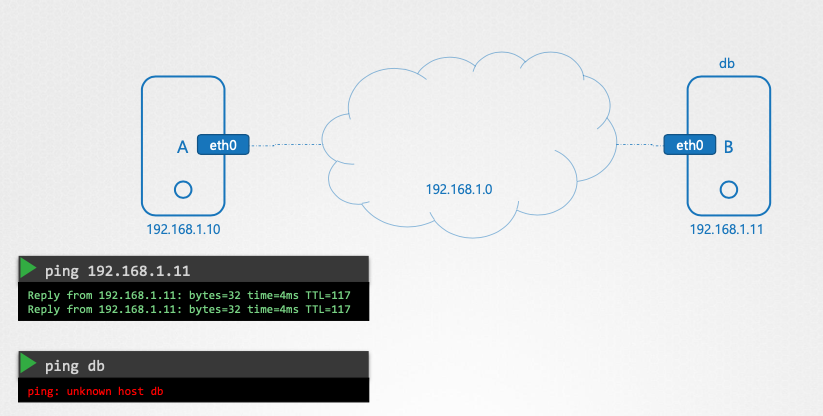 db
A
eth0
eth0
B
192.168.1.0
192.168.1.10
192.168.1.11
ping 192.168.1.11
Reply from 192.168.1.11: bytes=32 time=4ms TTL=117
Reply from 192.168.1.11: bytes=32 time=4ms TTL=117
ping db
ping: unknown host db